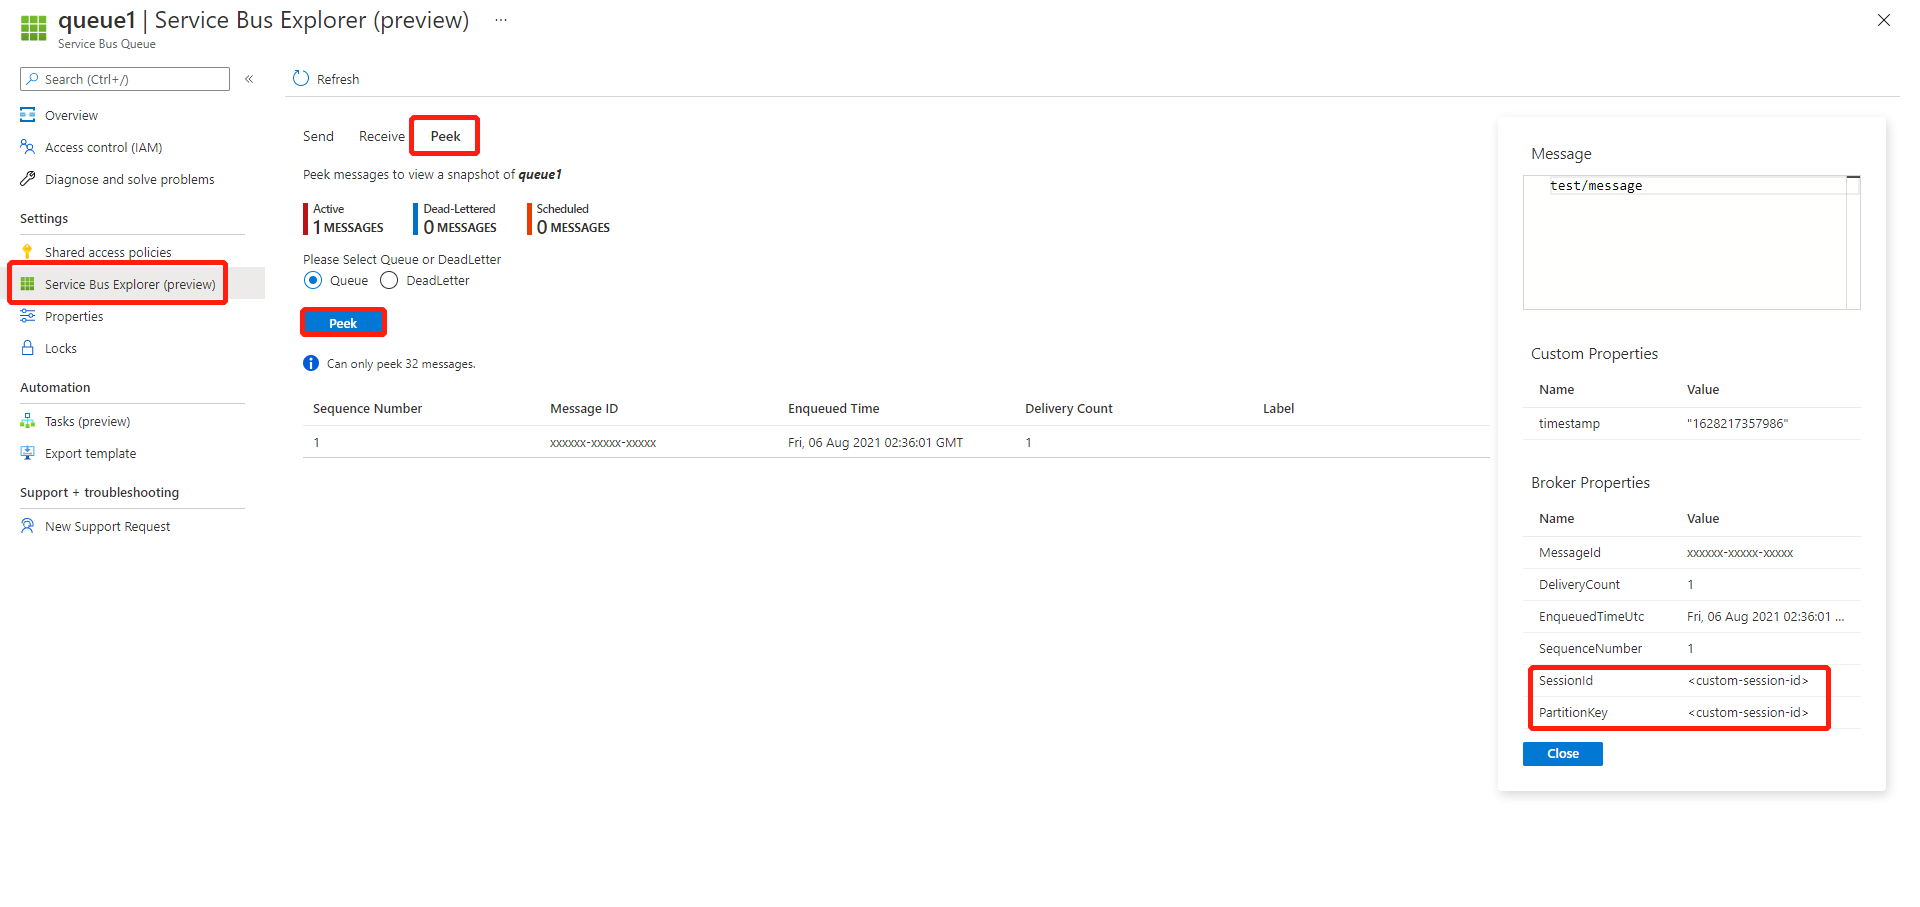 queue1 | Service Bus Explorer (preview) ...
Service Bus Queue
Search (Ctrl+/)
«
Overview
Access control (IAM)
Diagnose and solve problems
Settings
Shared access policies
Service Bus Explorer (preview)
Properties
Locks
Automation
Tasks (preview)
Export template
Support + troubleshooting
New Support Request
Refresh
Send Receive Peek
Peek messages to view a snapshot of queue1
Active Dead-Lettered Scheduled
1 MESSAGES 0 MESSAGES 0 MESSAGES
Please Select Queue or DeadLetter
Queue DeadLetter
Peek
Can only peek 32 messages.
Sequence Number Message ID Enqueued Time Delivery Count Label
1 xxxxxx-xxxxx-xxxxx Fri, 06 Aug 2021 02:36:01 GMT 1
Message
test/message
Custom Properties
Name Value
timestamp "1628217357986"
Broker Properties
Name Value
MessageId xxxxxx-xxxxx-xxxxx
DeliveryCount 1
EnqueuedTimeUtc Fri, 06 Aug 2021 02:36:01 ...
SequenceNumber 1
SessionId <custom-session-id>
PartitionKey <custom-session-id>
Close